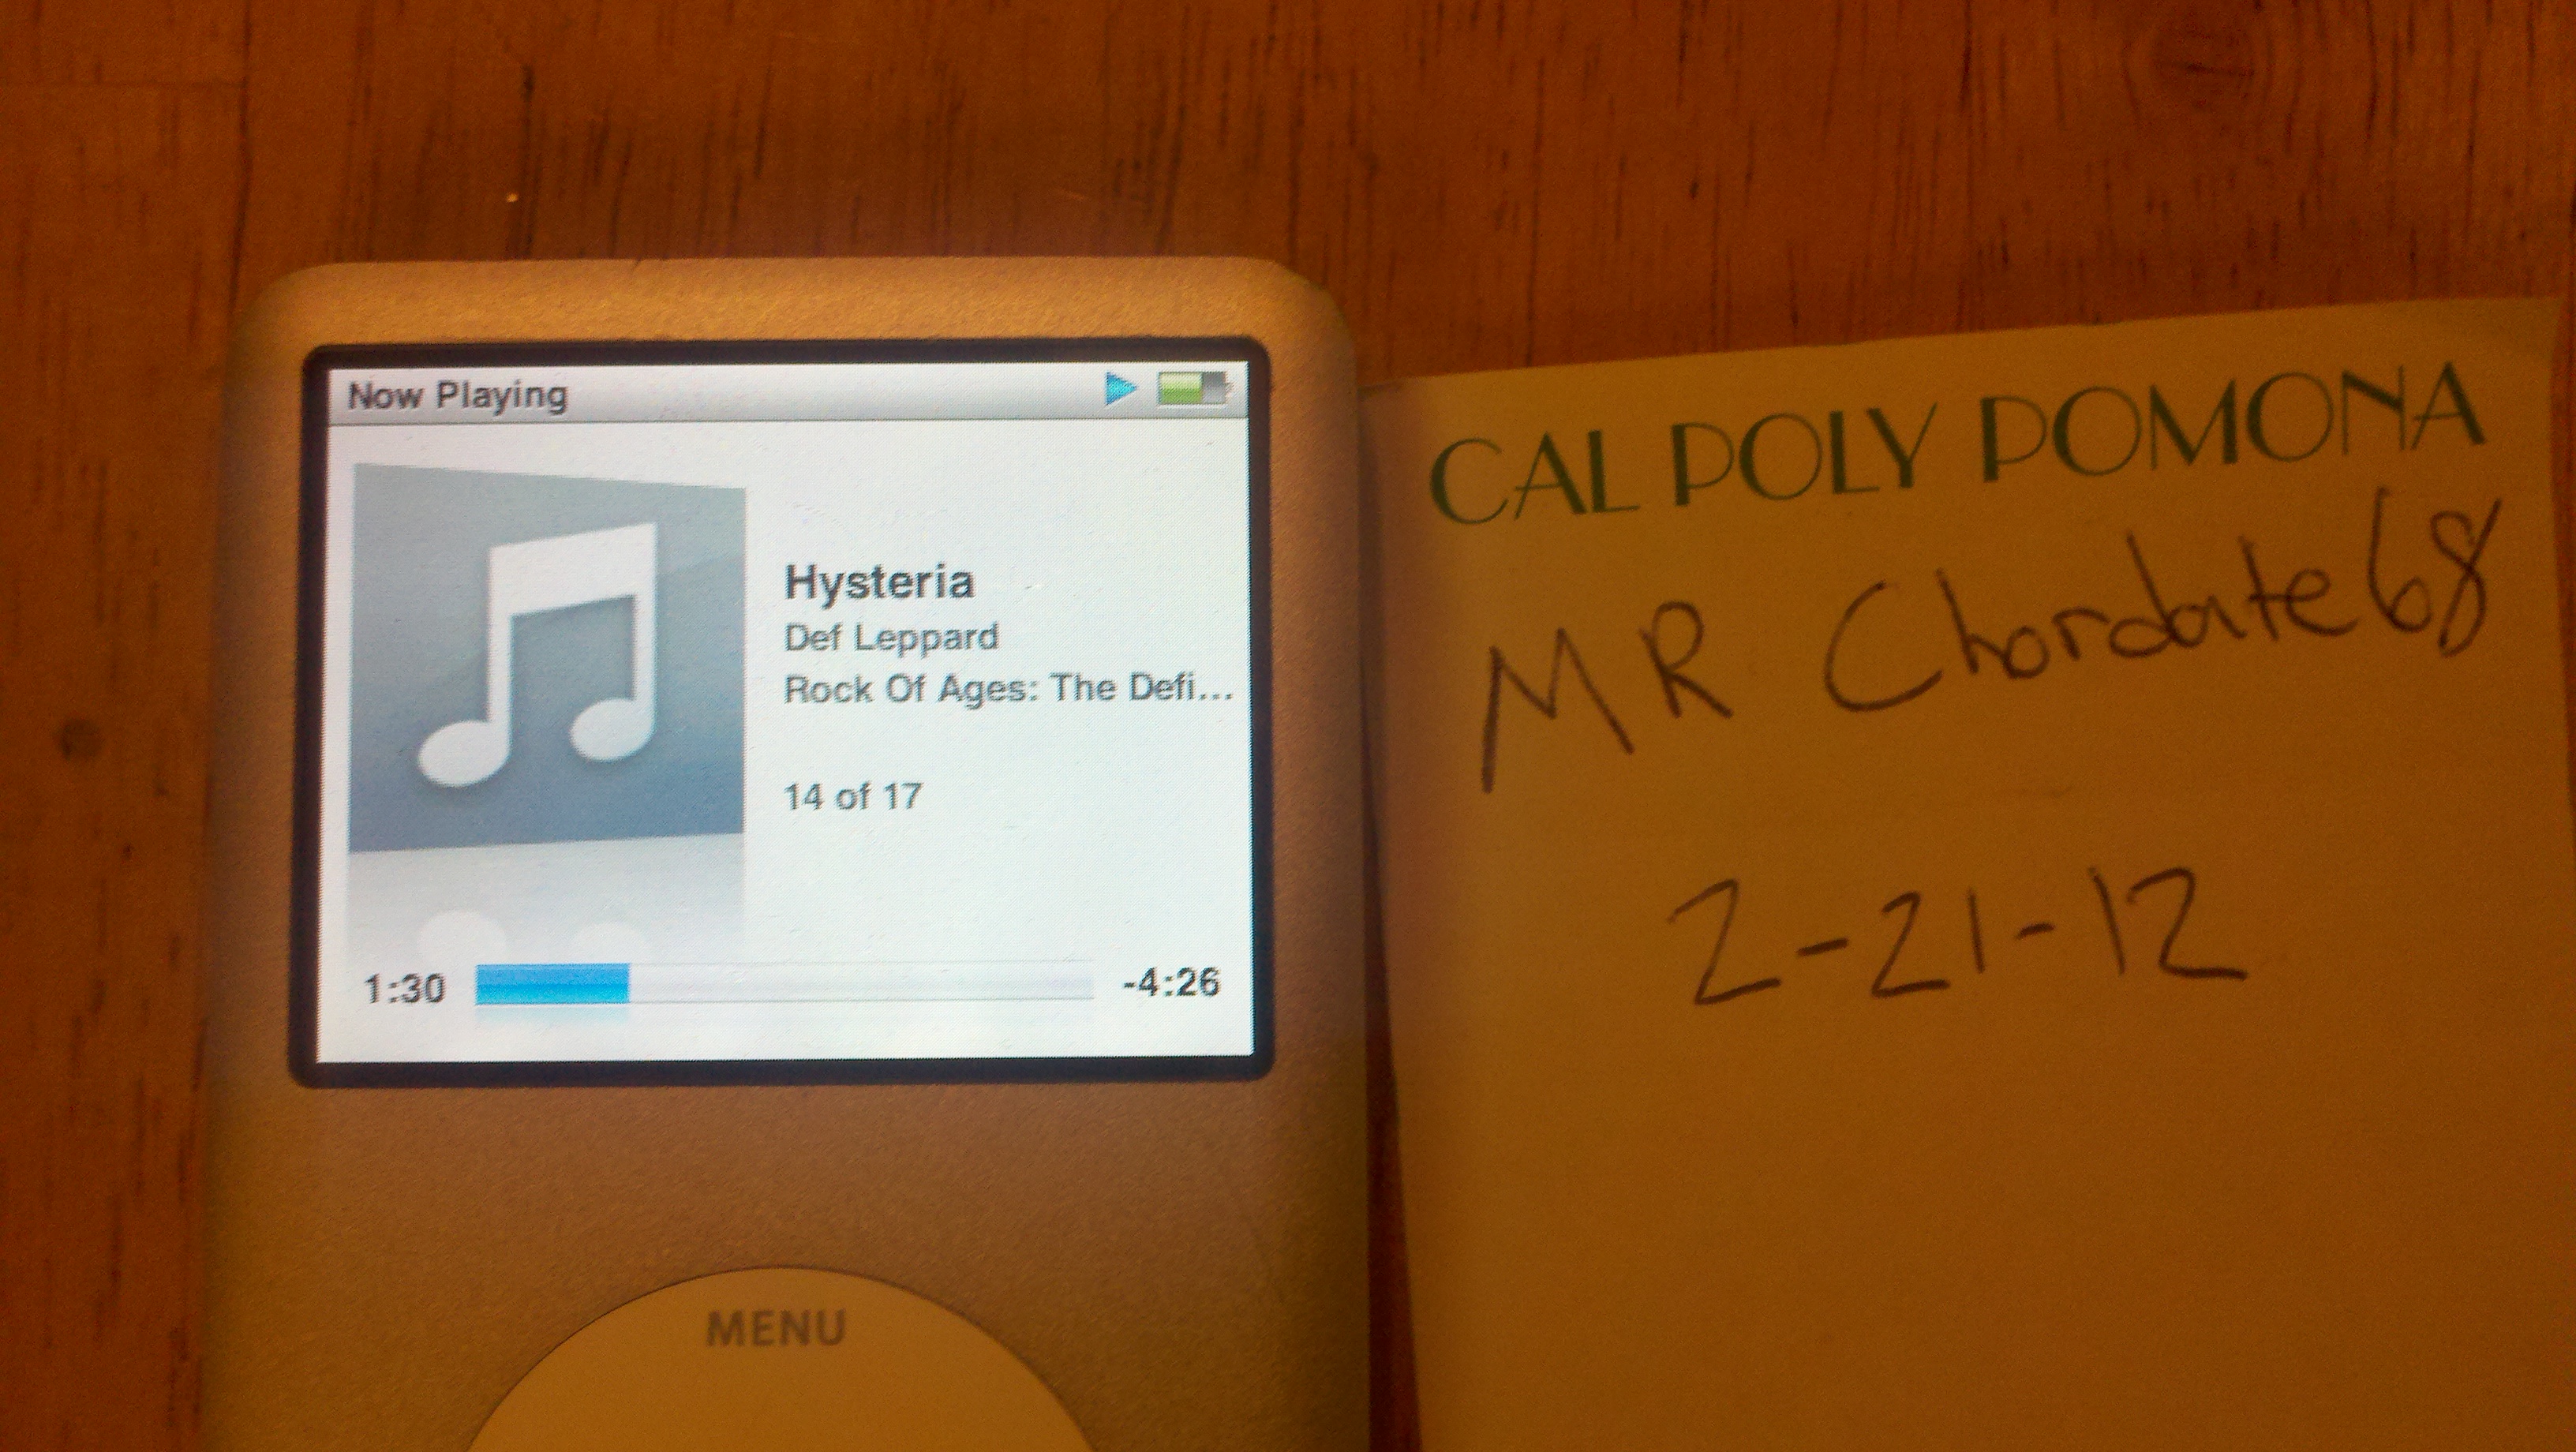 Now Playing
Hysteria
Def Leppard
Rock Of Ages: The Defi...
14 of 17
1:30
-4:26
MENU
CAL POLY POMONA
MR Chordate68
2-21-12